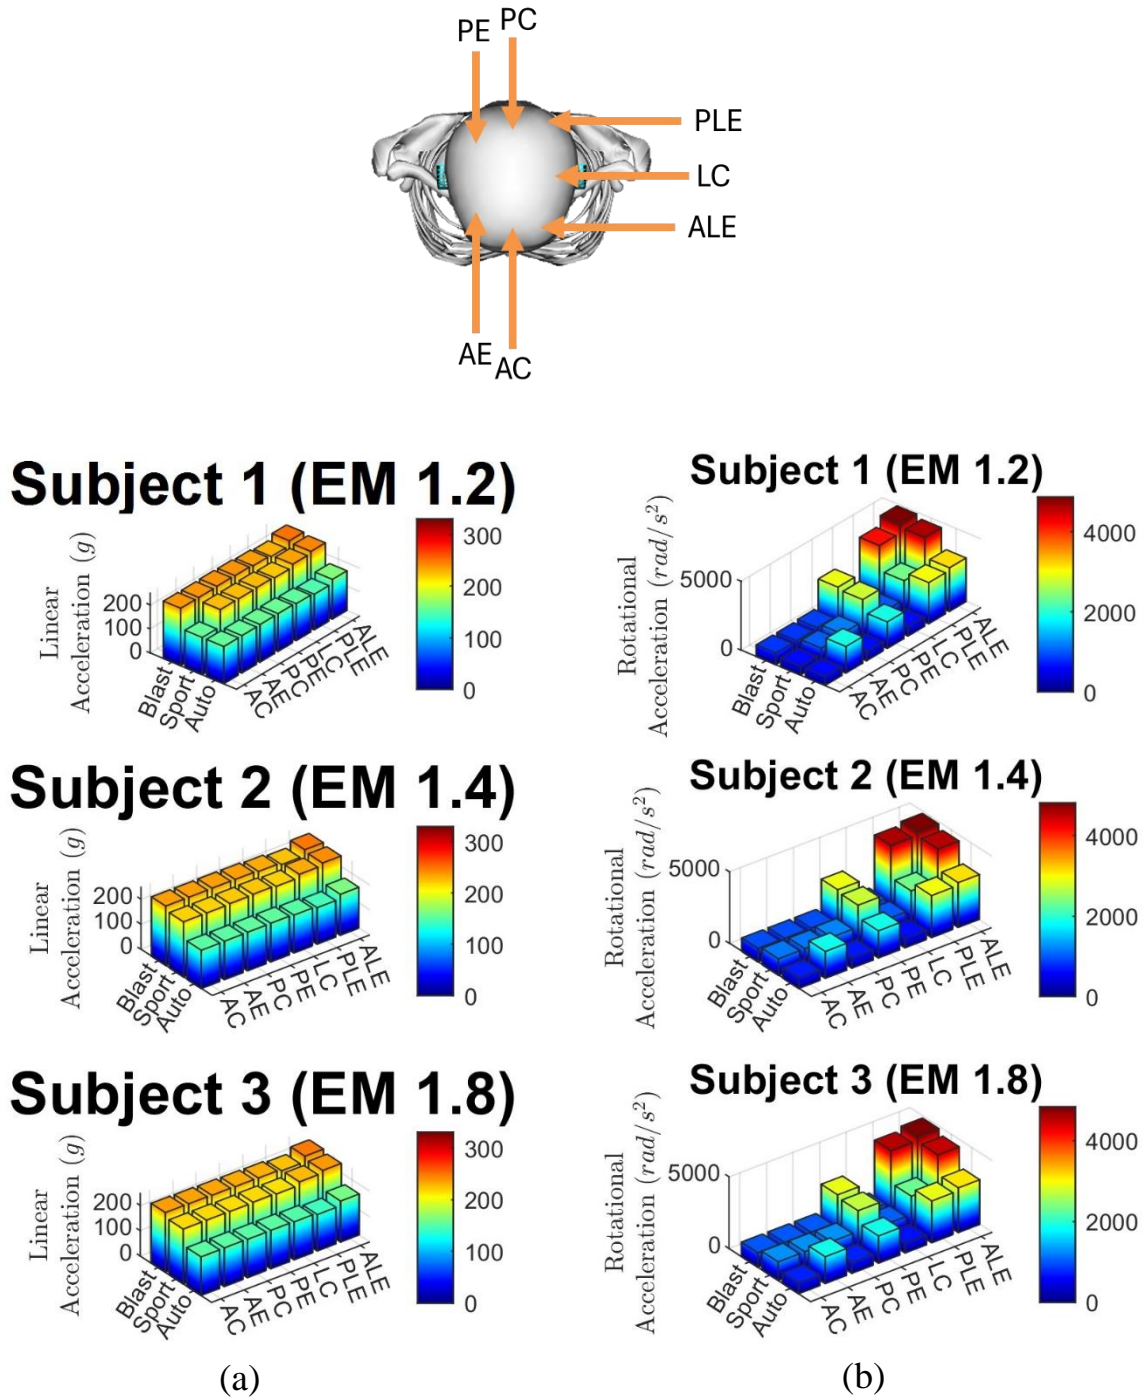 PC
PE
PLE
LC
ALE
AE
AC
Subject 1 (EM 1.2)
Linear
Acceleration (g)
200
100
0
Blast
Sport
Auto
AC
AE
PC
PE
LC
PLE
ALE
300
200
100
0
Subject 1 (EM 1.2)
Rotational
Acceleration (rad/s²)
5000
0
Blast
Sport
Auto
AC
AE
PC
PE
LC
PLE
ALE
4000
2000
0
Subject 2 (EM 1.4)
Linear
Acceleration (g)
200
100
0
Blast
Sport
Auto
AC
AE
PC
PE
LC
PLE
ALE
300
200
100
0
Subject 2 (EM 1.4)
Rotational
Acceleration (rad/s²)
5000
0
Blast
Sport
Auto
AC
AE
PC
PE
LC
PLE
ALE
4000
2000
0
Subject 3 (EM 1.8)
Linear
Acceleration (g)
200
100
0
Blast
Sport
Auto
AC
AE
PC
PE
LC
PLE
ALE
300
200
100
0
Subject 3 (EM 1.8)
Rotational
Acceleration (rad/s²)
5000
0
Blast
Sport
Auto
AC
AE
PC
PE
LC
PLE
ALE
4000
2000
0
(a)
(b)